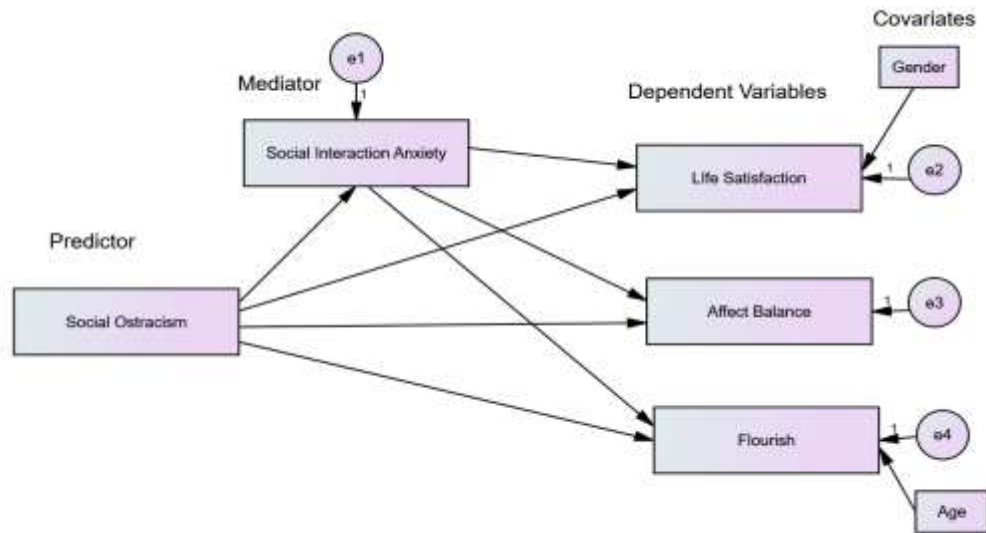 Covariates
e1
Gender
Mediator
Dependent Variables
1
Social Interaction Anxiety
LIfe Satisfaction
1
e2
Predictor
Social Ostracism
Affect Balance
1
e3
Flourish
1
e4
Age